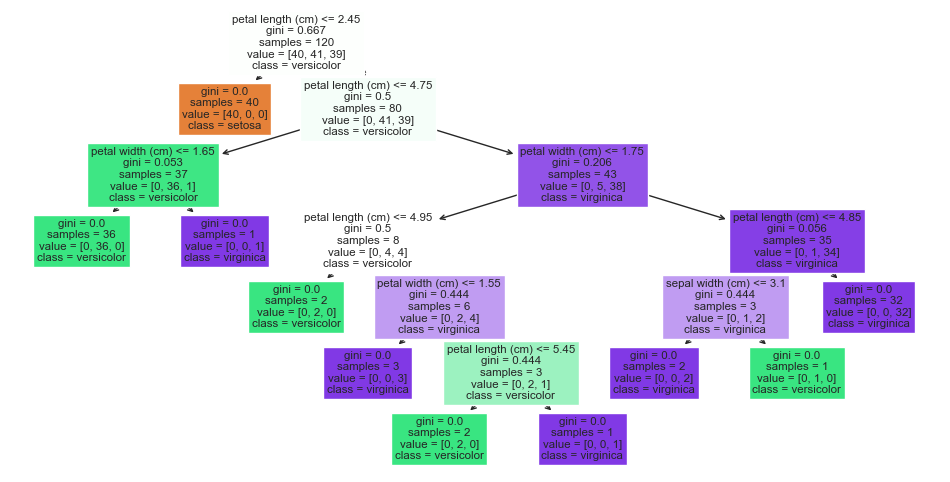 petal length (cm) <= 2.45
gini = 0.667
samples = 120
value = [40, 41, 39]
class = versicolor
gini = 0.0
samples = 40
value = [40, 0, 0]
class = setosa
petal length (cm) <= 4.75
gini = 0.5
samples = 80
value = [0, 41, 39]
class = versicolor
petal width (cm) <= 1.65
gini = 0.053
samples = 37
value = [0, 36, 1]
class = versicolor
petal width (cm) <= 1.75
gini = 0.206
samples = 43
value = [0, 5, 38]
class = virginica
gini = 0.0
samples = 36
value = [0, 36, 0]
class = versicolor
gini = 0.0
samples = 1
value = [0, 0, 1]
class = virginica
petal length (cm) <= 4.95
gini = 0.5
samples = 8
value = [0, 4, 4]
class = versicolor
petal length (cm) <= 4.85
gini = 0.056
samples = 35
value = [0, 1, 34]
class = virginica
gini = 0.0
samples = 2
value = [0, 2, 0]
class = versicolor
petal width (cm) <= 1.55
gini = 0.444
samples = 6
value = [0, 2, 4]
class = virginica
sepal width (cm) <= 3.1
gini = 0.444
samples = 3
value = [0, 1, 2]
class = virginica
gini = 0.0
samples = 32
value = [0, 0, 32]
class = virginica
gini = 0.0
samples = 3
value = [0, 0, 3]
class = virginica
petal length (cm) <= 5.45
gini = 0.444
samples = 3
value = [0, 2, 1]
class = versicolor
gini = 0.0
samples = 2
value = [0, 0, 2]
class = virginica
gini = 0.0
samples = 1
value = [0, 1, 0]
class = versicolor
gini = 0.0
samples = 2
value = [0, 2, 0]
class = versicolor
gini = 0.0
samples = 1
value = [0, 0, 1]
class = virginica